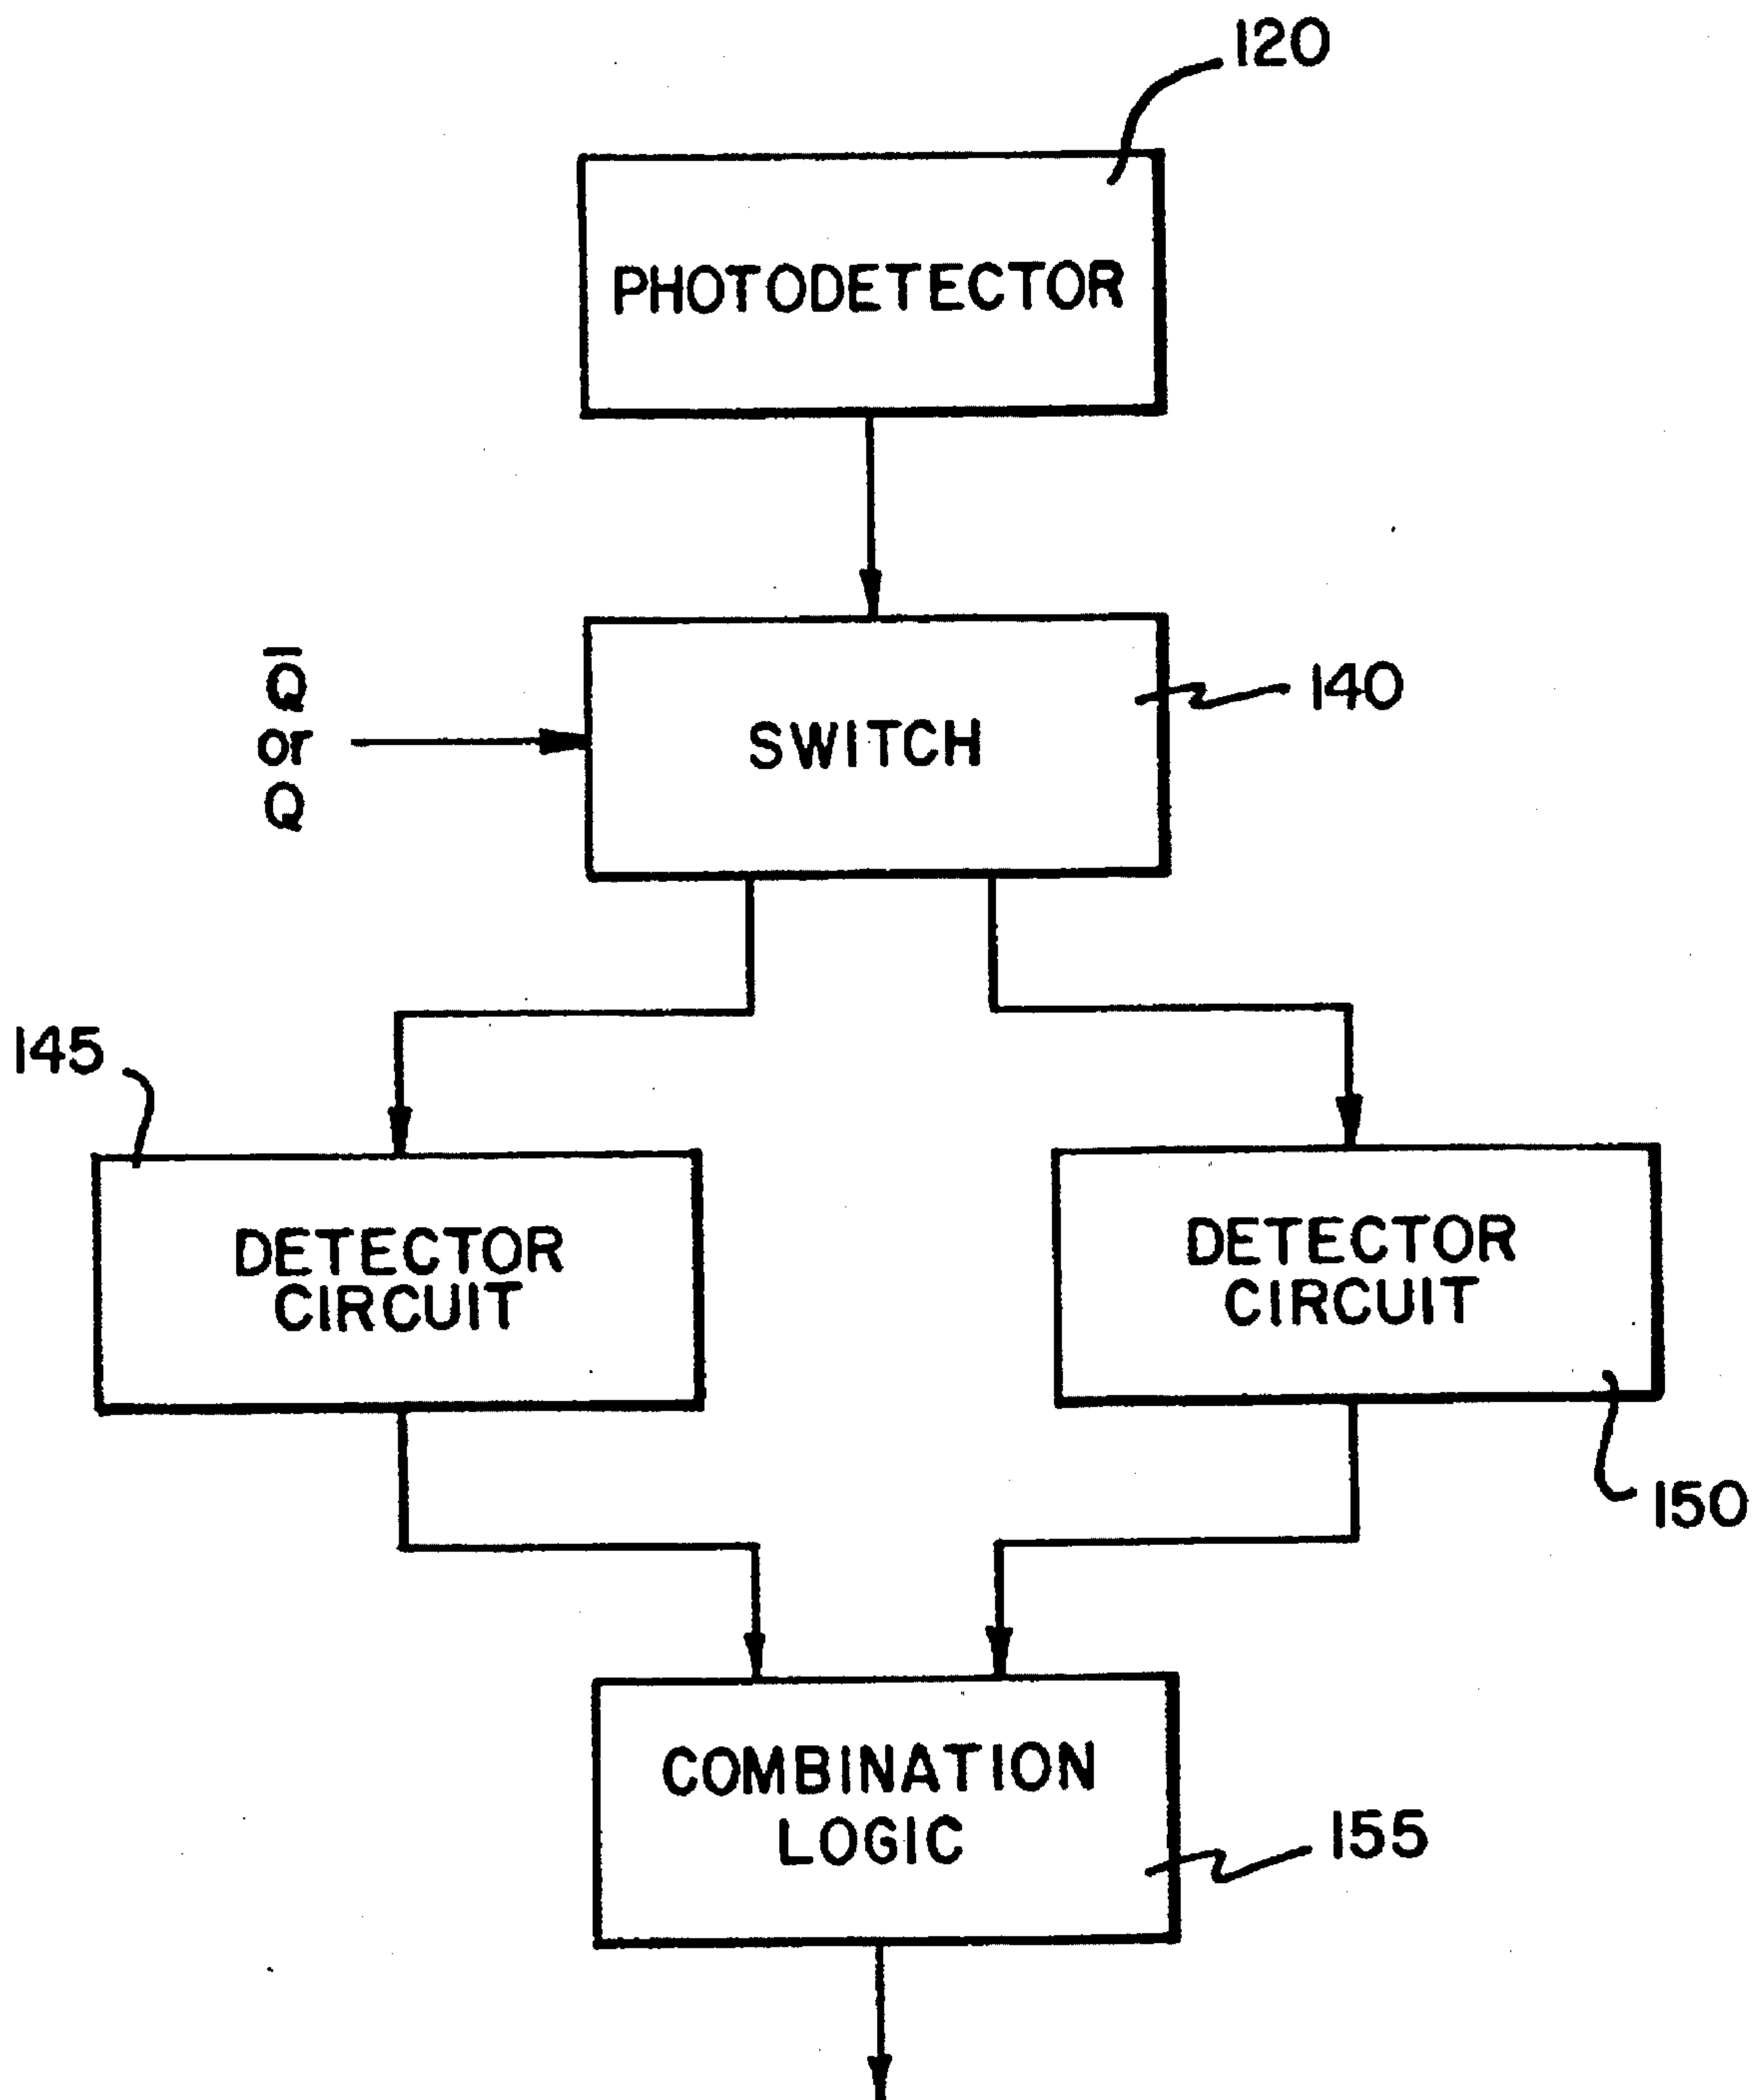 120
PHOTODETECTOR
Q̅
or
Q
SWITCH
140
145
DETECTOR
CIRCUIT
DETECTOR
CIRCUIT
150
COMBINATION
LOGIC
155